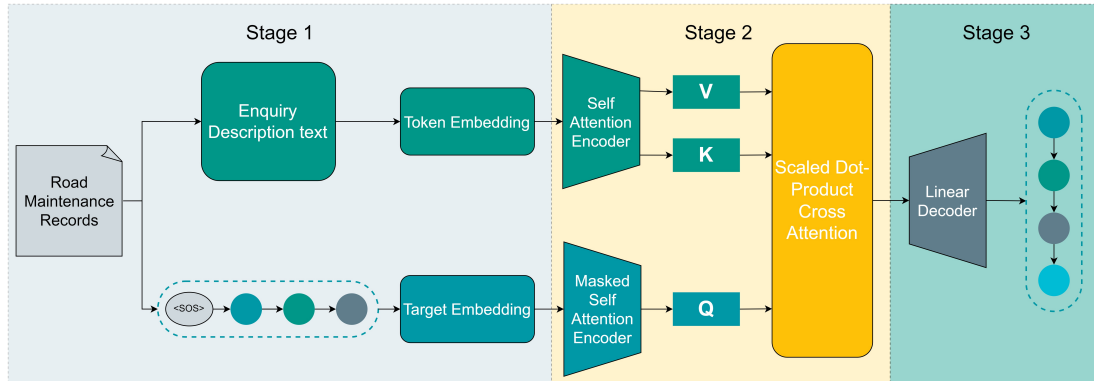 Stage 1
Stage 2
Stage 3
Enquiry
Description text
Token Embedding
Self
Attention
Encoder
V
K
Road
Maintenance
Records
Scaled Dot-
Product
Cross
Attention
Linear
Decoder
<SOS>
Target Embedding
Masked
Self
Attention
Encoder
Q